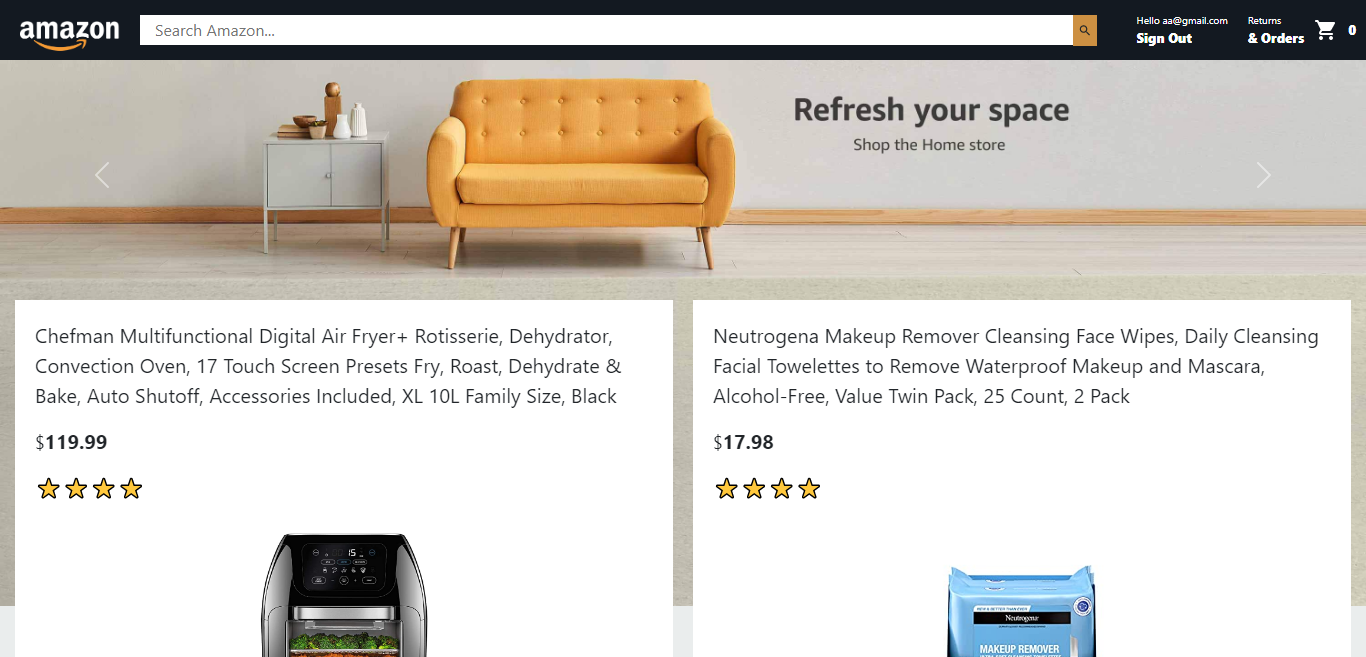 amazon
Search Amazon...
Hello aa@gmail.com
Sign Out
Returns
& Orders
0
Refresh your space
Shop the Home store
Chefman Multifunctional Digital Air Fryer+ Rotisserie, Dehydrator,
Convection Oven, 17 Touch Screen Presets Fry, Roast, Dehydrate &
Bake, Auto Shutoff, Accessories Included, XL 10L Family Size, Black
$119.99
Neutrogena Makeup Remover Cleansing Face Wipes, Daily Cleansing
Facial Towelettes to Remove Waterproof Makeup and Mascara,
Alcohol-Free, Value Twin Pack, 25 Count, 2 Pack
$17.98
15
Neutrogena
MAKEUP REMOVER